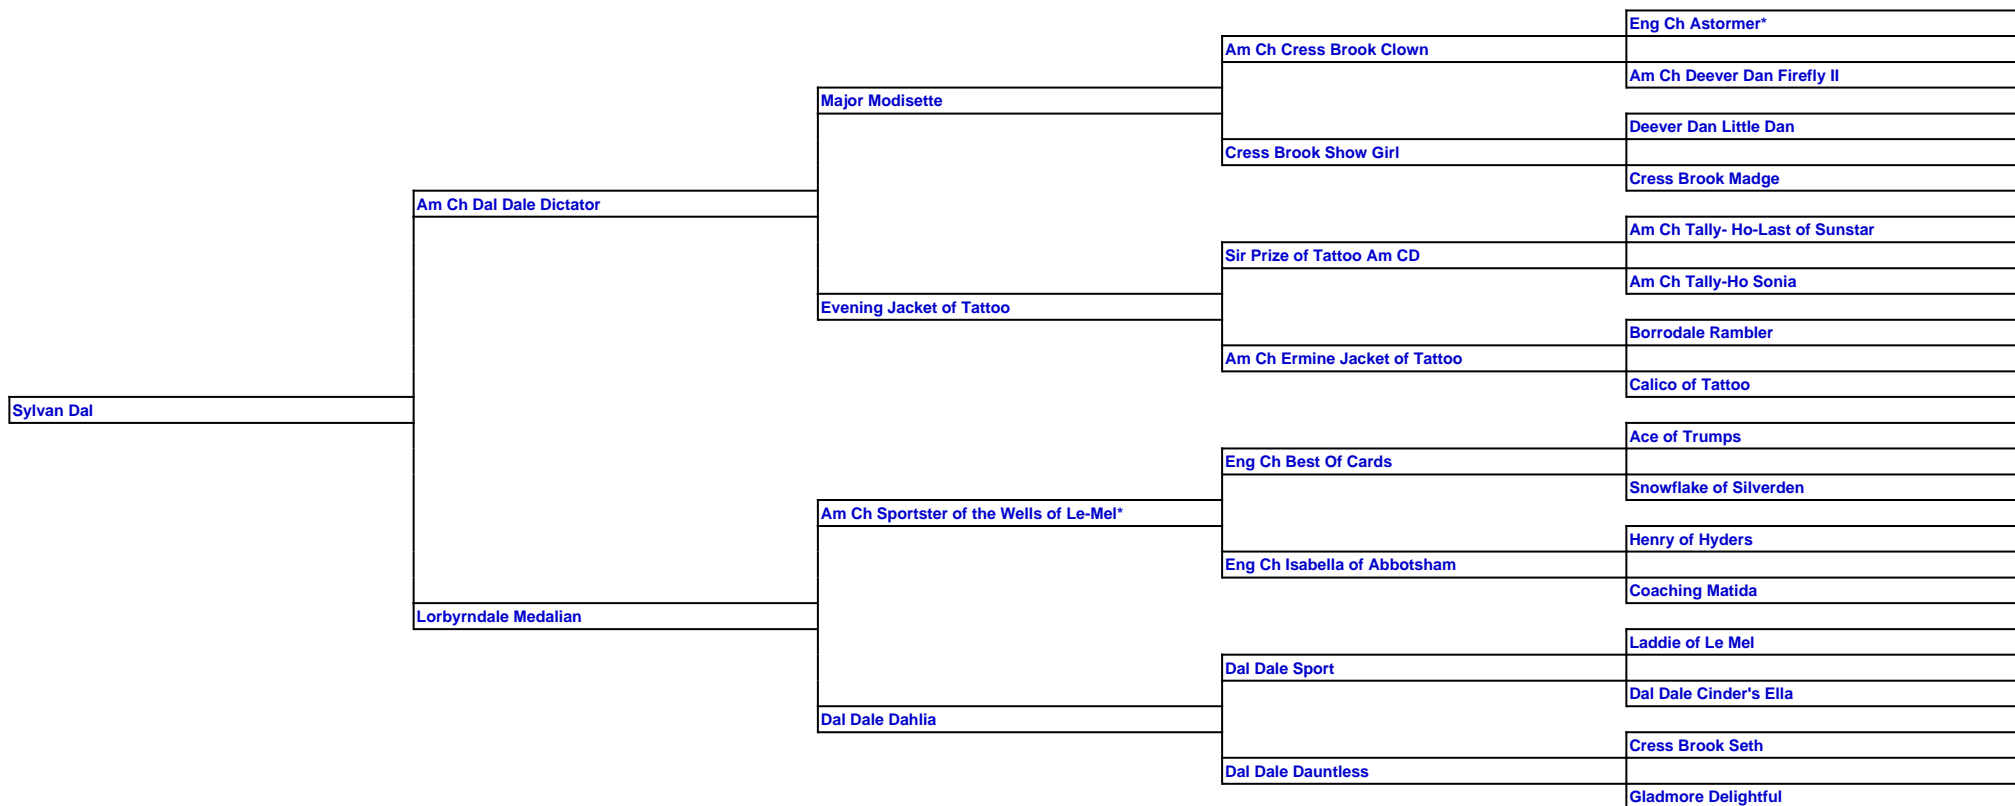 Eng Ch Astormer*
Am Ch Cress Brook Clown
Am Ch Deever Dan Firefly II
Major Modisette
Deever Dan Little Dan
Cress Brook Show Girl
Cress Brook Madge
Am Ch Dal Dale Dictator
Am Ch Tally- Ho-Last of Sunstar
Sir Prize of Tattoo Am CD
Am Ch Tally-Ho Sonia
Evening Jacket of Tattoo
Borrodale Rambler
Am Ch Ermine Jacket of Tattoo
Calico of Tattoo
Sylvan Dal
Ace of Trumps
Eng Ch Best Of Cards
Snowflake of Silverden
Am Ch Sportster of the Wells of Le-Mel*
Henry of Hyders
Eng Ch Isabella of Abbotsham
Coaching Matida
Lorbyrndale Medalian
Laddie of Le Mel
Dal Dale Sport
Dal Dale Cinder's Ella
Dal Dale Dahlia
Cress Brook Seth
Dal Dale Dauntless
Gladmore Delightful